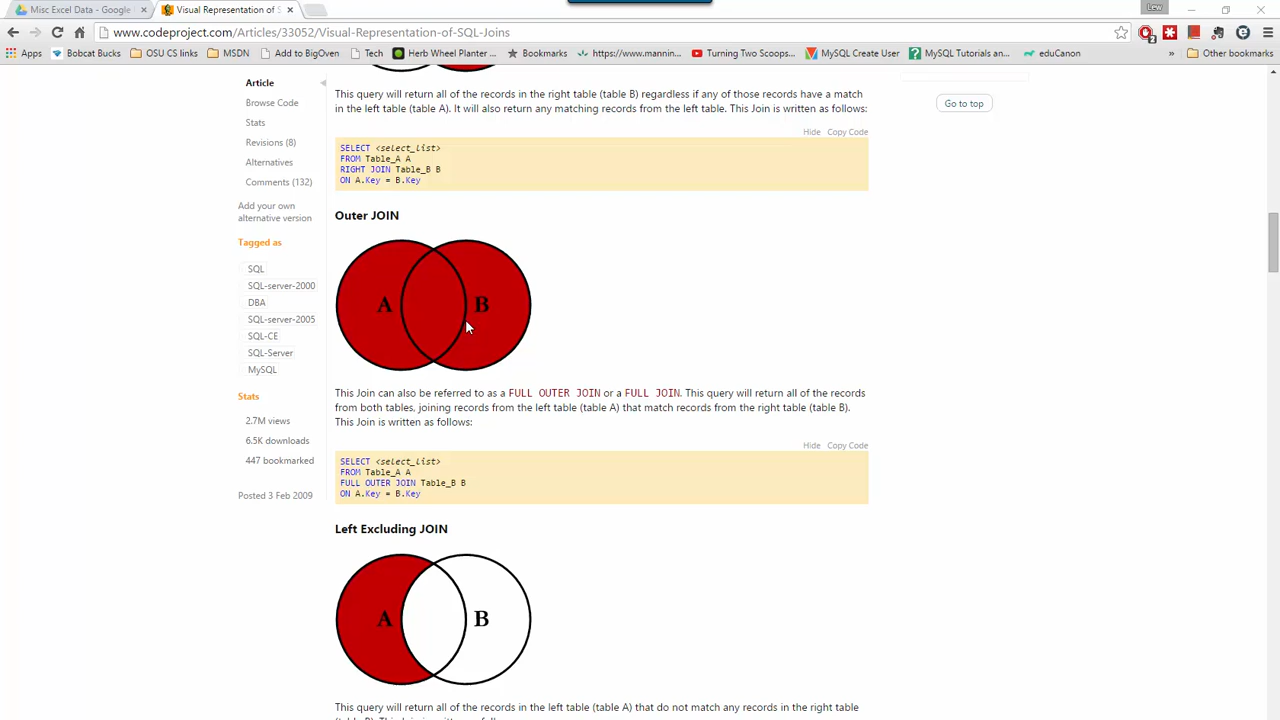 Misc Excel Data - Google
Visual Representation of S
Lew
www.codeproject.com/Articles/33052/Visual-Representation-of-SQL-Joins
Apps Bobcat Bucks OSU CS links MSDN Add to BigOven Tech Herb Wheel Planter ... Bookmarks https://www.mannin... Turning Two Scoops... MySQL Create User MySQL Tutorials an... eduCanon » Other bookmarks
Article
Browse Code
Stats
Revisions (8)
Alternatives
Comments (132)
Add your own
alternative version
Tagged as
SQL
SQL-server-2000
DBA
SQL-server-2005
SQL-CE
SQL-Server
MySQL
Stats
2.7M views
6.5K downloads
447 bookmarked
Posted 3 Feb 2009
This query will return all of the records in the right table (table B) regardless if any of those records have a match
in the left table (table A). It will also return any matching records from the left table. This Join is written as follows:
Hide Copy Code
SELECT <select_list>
FROM Table_A A
RIGHT JOIN Table_B B
ON A.Key = B.Key
Outer JOIN
A B
This Join can also be referred to as a FULL OUTER JOIN or a FULL JOIN. This query will return all of the records
from both tables, joining records from the left table (table A) that match records from the right table (table B).
This Join is written as follows:
Hide Copy Code
SELECT <select_list>
FROM Table_A A
FULL OUTER JOIN Table_B B
ON A.Key = B.Key
Left Excluding JOIN
A B
This query will return all of the records in the left table (table A) that do not match any records in the right table
Go to top